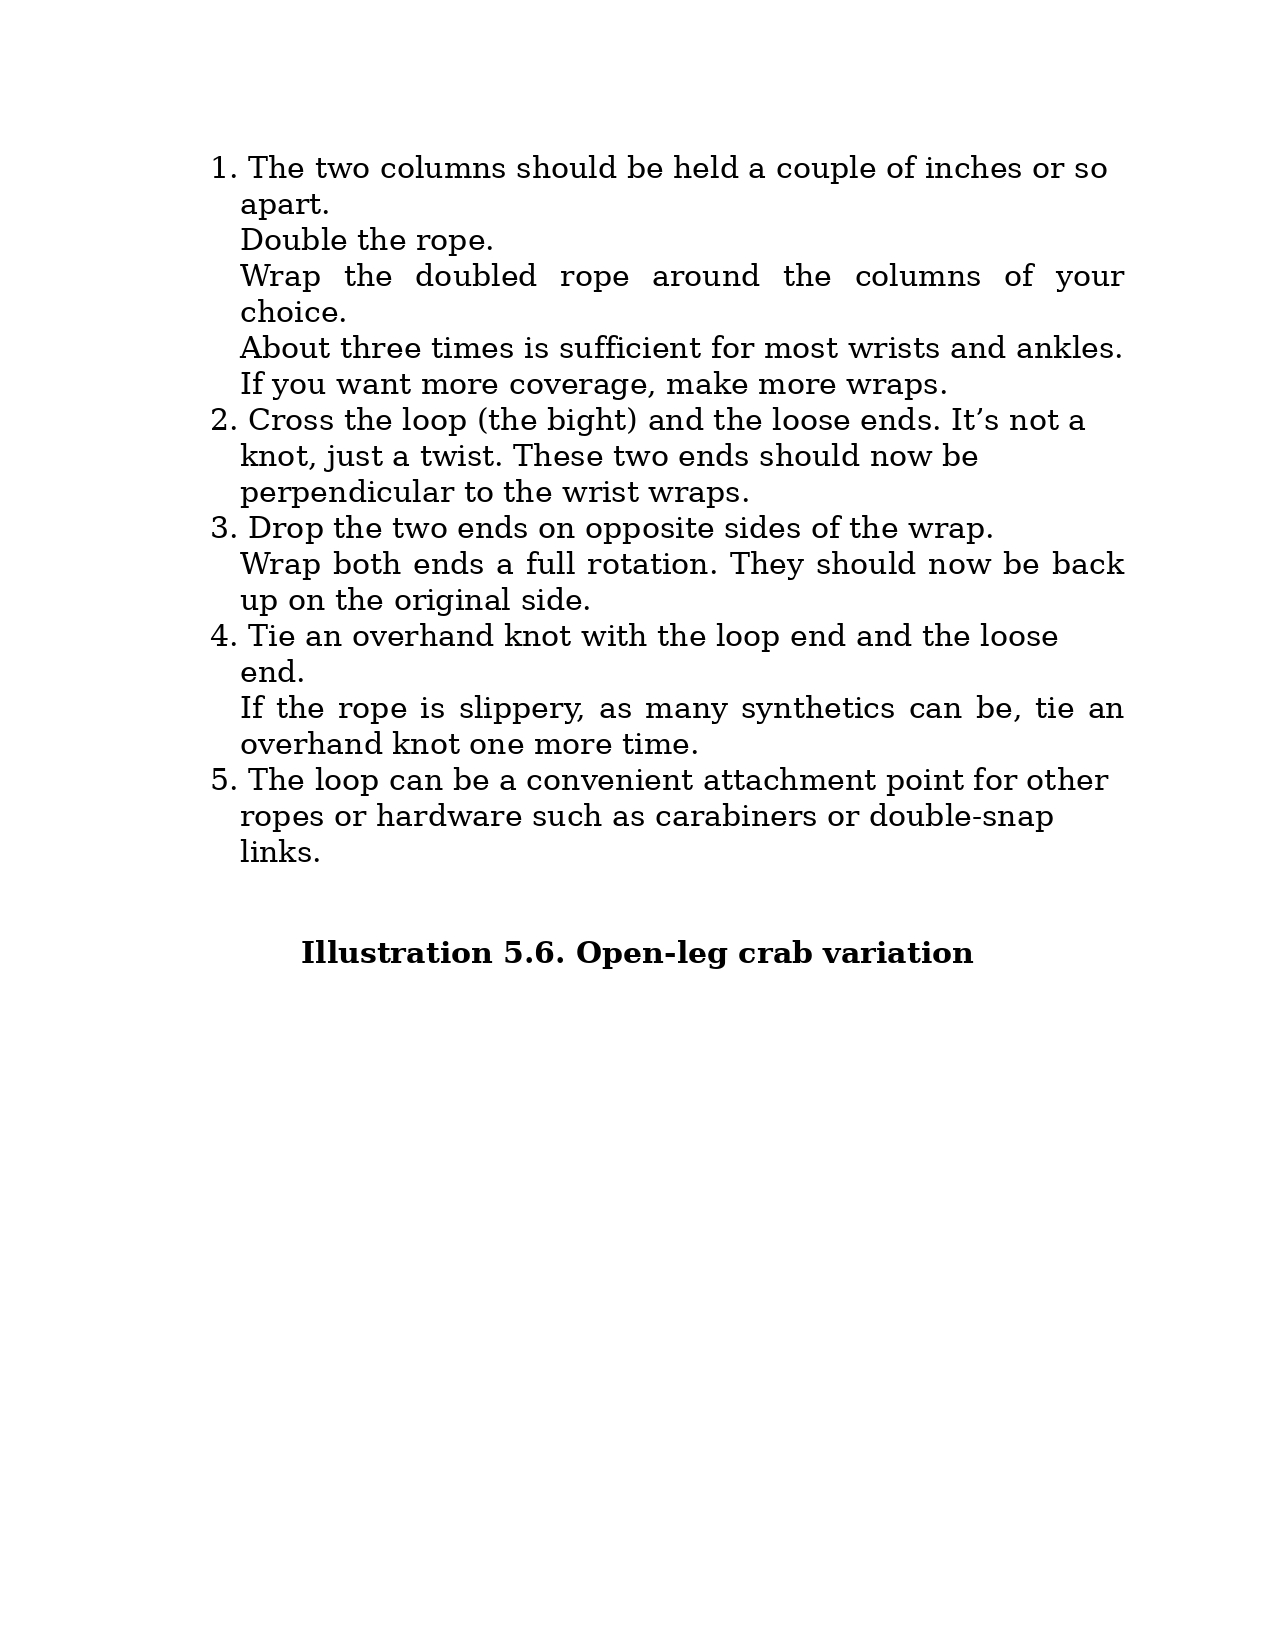 1. The two columns should be held a couple of inches or so
apart.
Double the rope.
Wrap the doubled rope around the columns of your
choice.
About three times is sufficient for most wrists and ankles.
If you want more coverage, make more wraps.
2. Cross the loop (the bight) and the loose ends. It’s not a
knot, just a twist. These two ends should now be
perpendicular to the wrist wraps.
3. Drop the two ends on opposite sides of the wrap.
Wrap both ends a full rotation. They should now be back
up on the original side.
4. Tie an overhand knot with the loop end and the loose
end.
If the rope is slippery, as many synthetics can be, tie an
overhand knot one more time.
5. The loop can be a convenient attachment point for other
ropes or hardware such as carabiners or double-snap
links.
Illustration 5.6. Open-leg crab variation